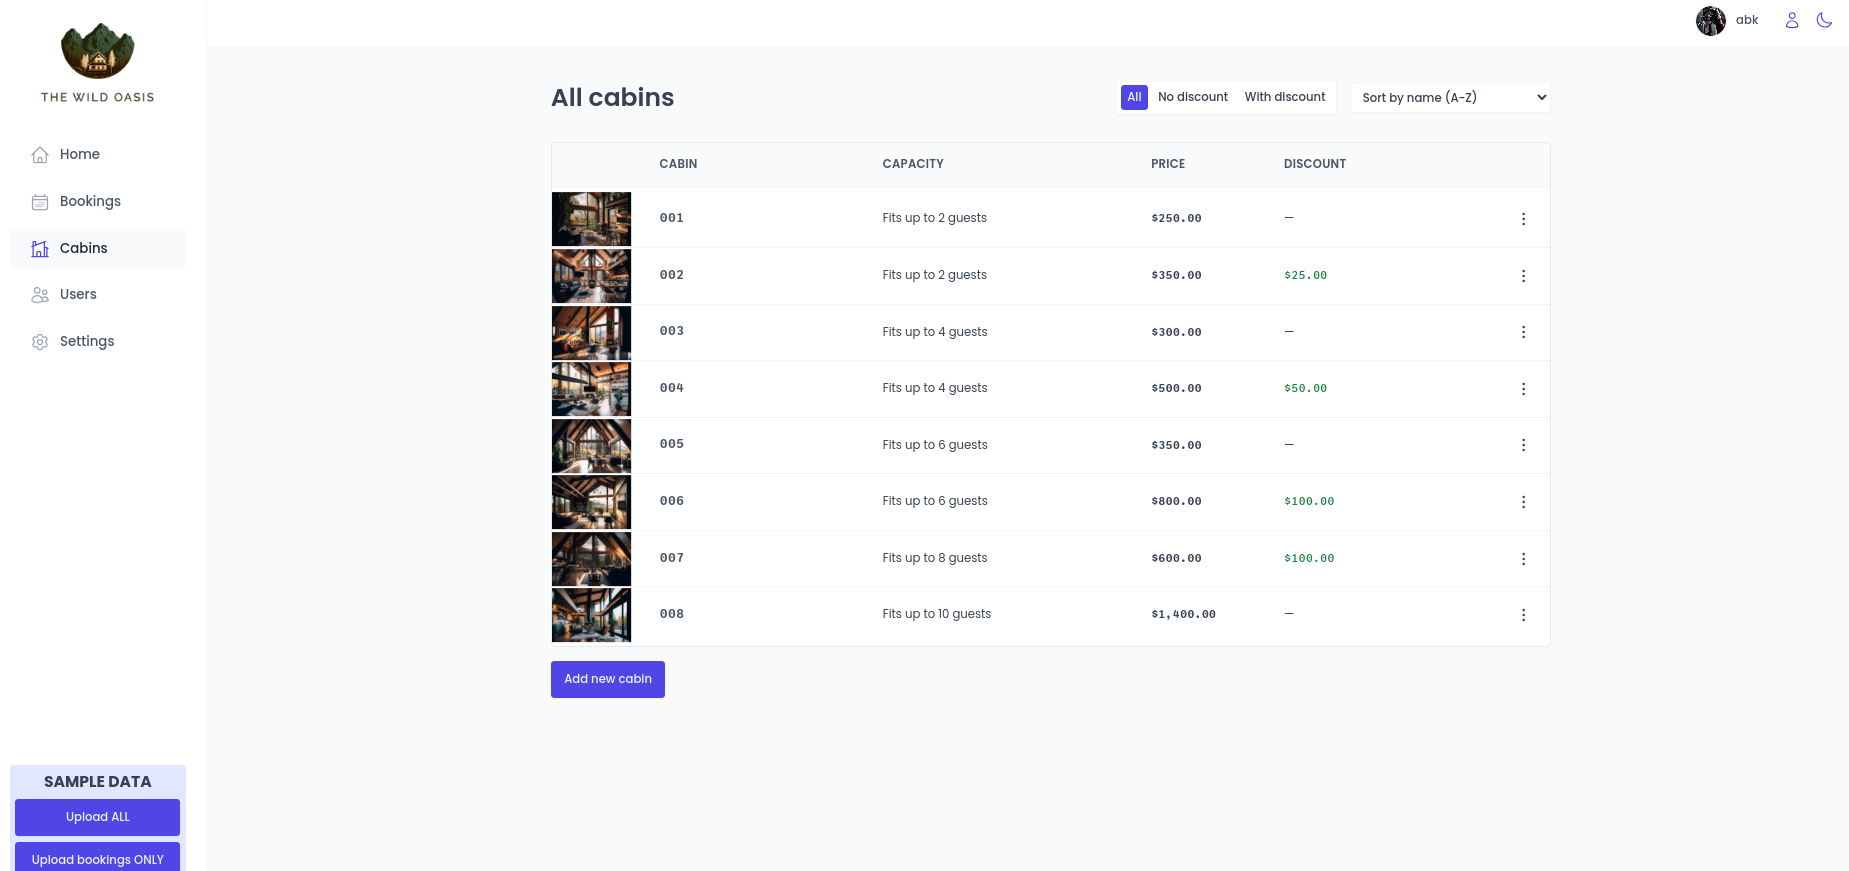 THE WILD OASIS
Home
Bookings
Cabins
Users
Settings
SAMPLE DATA
Upload ALL
Upload bookings ONLY
abk
All cabins
All No discount With discount
Sort by name (A-Z)
CABIN CAPACITY PRICE DISCOUNT
001 Fits up to 2 guests $250.00 —
002 Fits up to 2 guests $350.00 $25.00
003 Fits up to 4 guests $300.00 —
004 Fits up to 4 guests $500.00 $50.00
005 Fits up to 6 guests $350.00 —
006 Fits up to 6 guests $800.00 $100.00
007 Fits up to 8 guests $600.00 $100.00
008 Fits up to 10 guests $1,400.00 —
Add new cabin